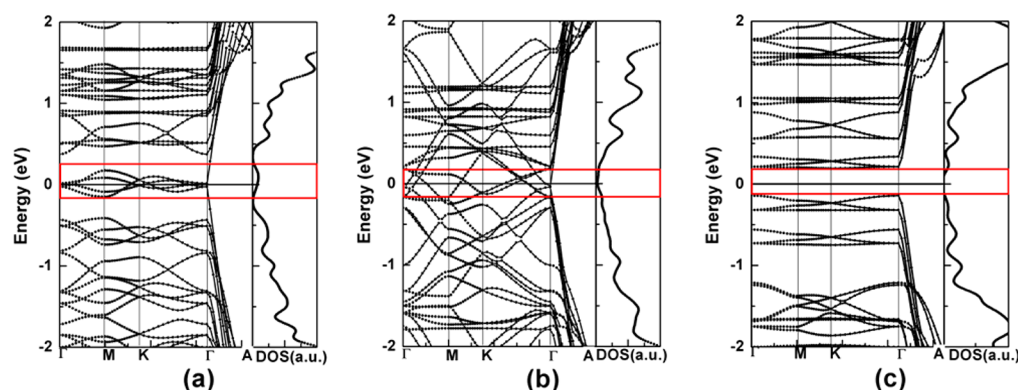 2 2 2
1 1 1
0 0 0
-1 -1 -1
-2 -2 -2
Energy (eV) Energy (eV) Energy (eV)
Γ M K Γ A DOS(a.u.) Γ M K Γ A DOS(a.u.) Γ M K Γ A DOS(a.u.)
(a) (b) (c)